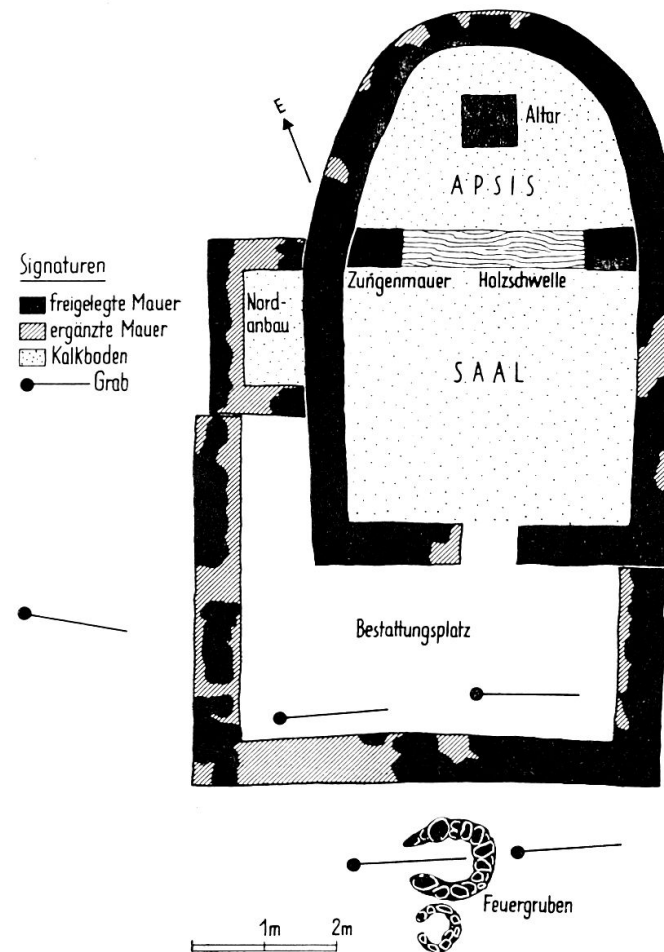 E
Altar
APSIS
Signaturen
freigelegte Mauer
ergänzte Mauer
Kalkboden
Grab
Nord-
anbau
Zungenmauer
Holzschwelle
SAAL
Bestattungsplatz
Feuergruben
1m
2m